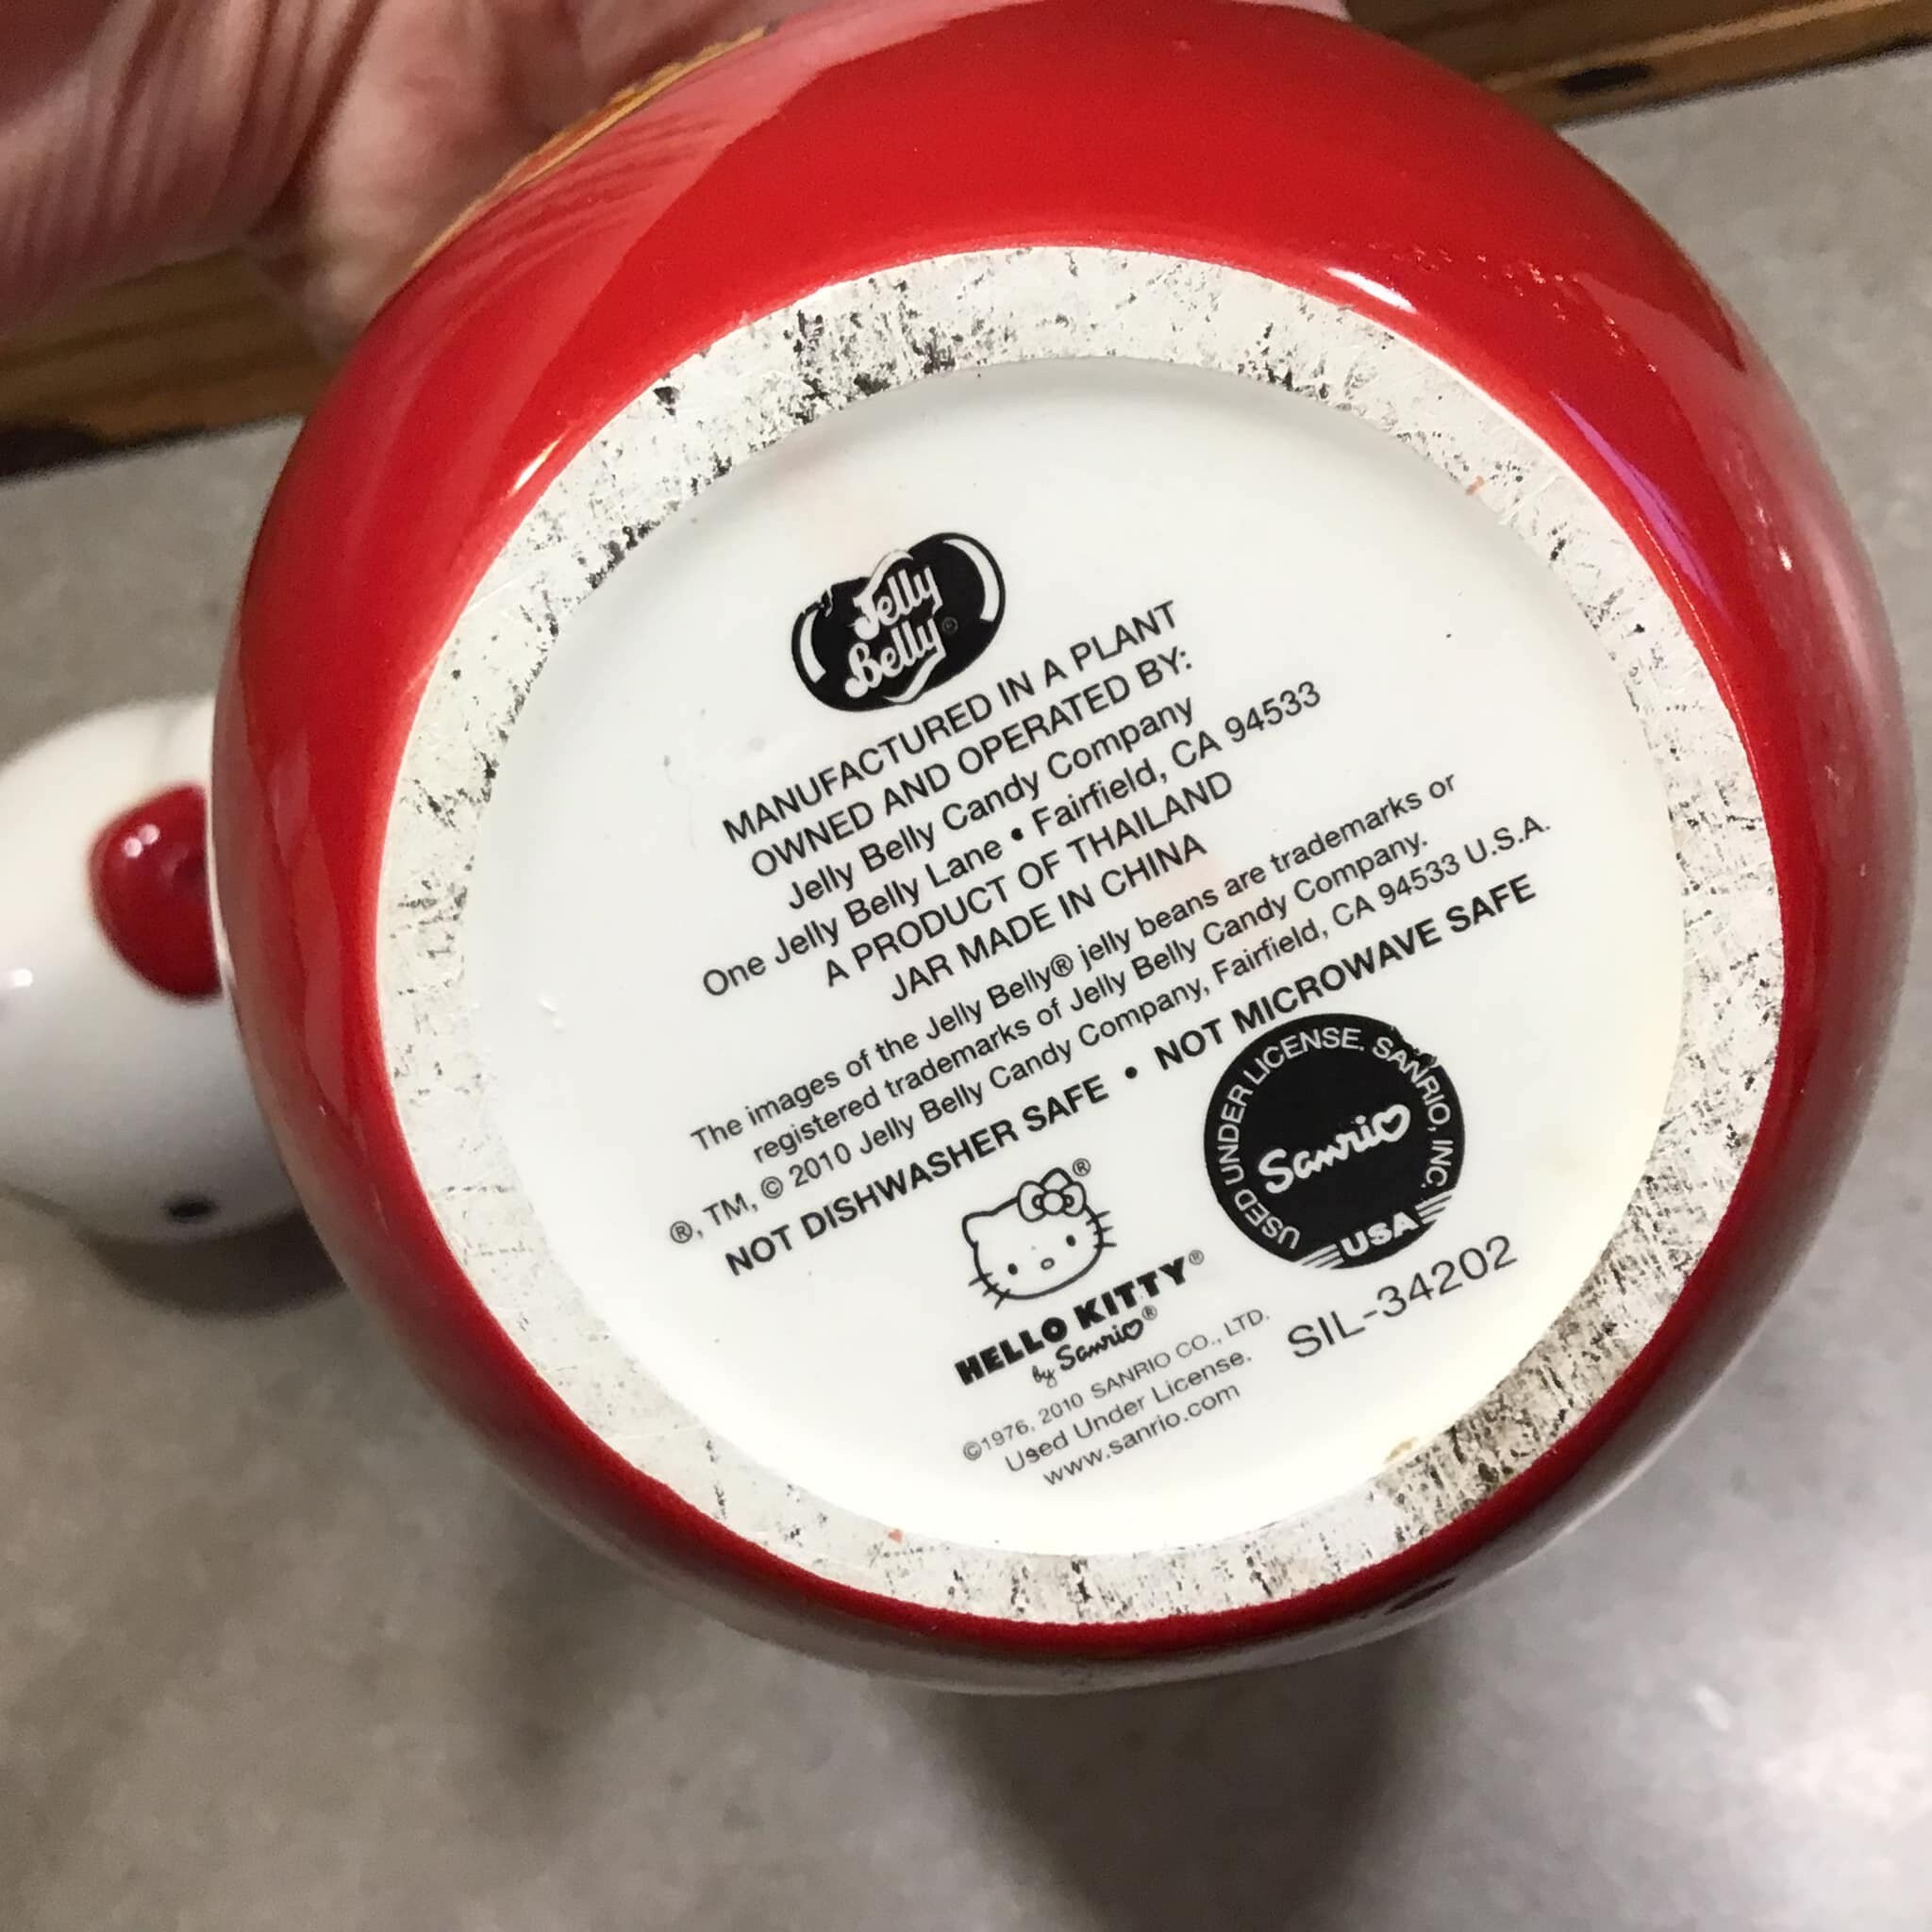 Jelly
Belly©
MANUFACTURED IN A PLANT
OWNED AND OPERATED BY:
Jelly Belly Candy Company
One Jelly Belly Lane • Fairfield, CA 94533
A PRODUCT OF THAILAND
JAR MADE IN CHINA
The images of the Jelly Belly® jelly beans are trademarks or
registered trademarks of Jelly Belly Candy Company.
®, TM, © 2010 Jelly Belly Candy Company, Fairfield, CA 94533 U.S.A.
NOT DISHWASHER SAFE • NOT MICROWAVE SAFE
®
HELLO KITTY®
by Sanrio®
©1976, 2010 SANRIO CO., LTD.
Used Under License.
www.sanrio.com
USED UNDER LICENSE. SANRIO, INC.
Sanrio
USA
SIL-34202